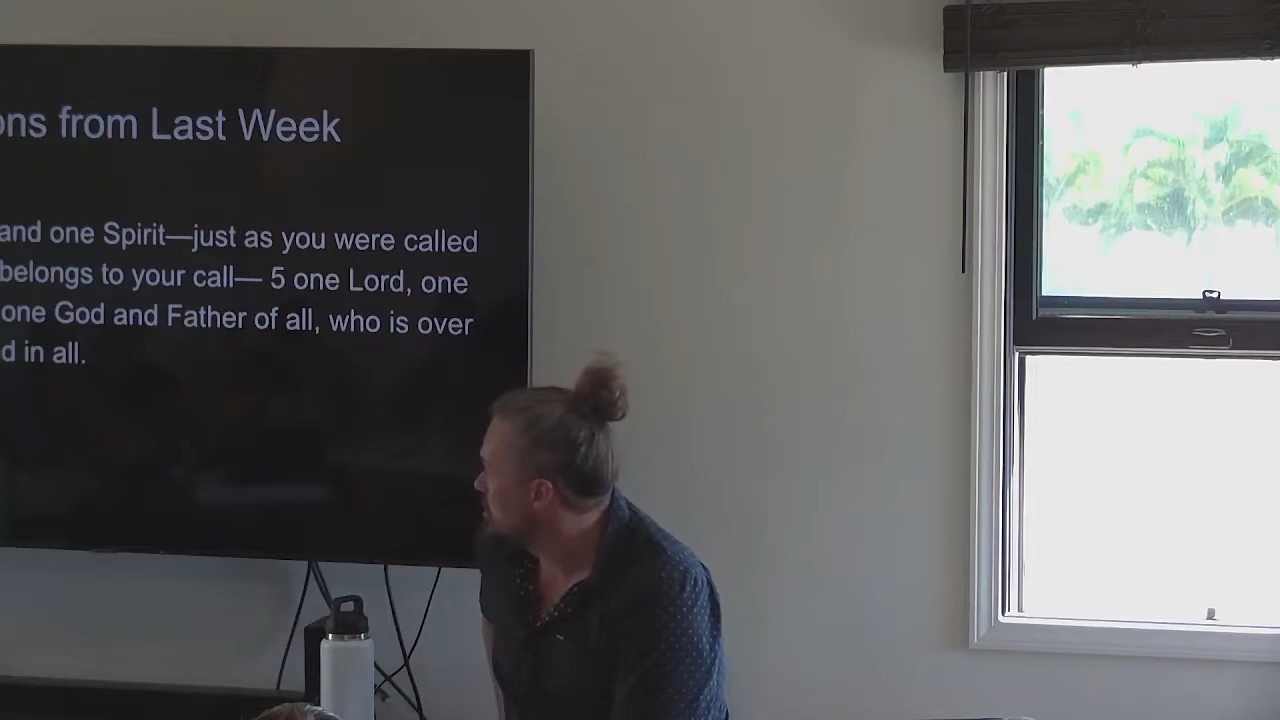 ons from Last Week
and one Spirit—just as you were called
belongs to your call— 5 one Lord, one
one God and Father of all, who is over
d in all.